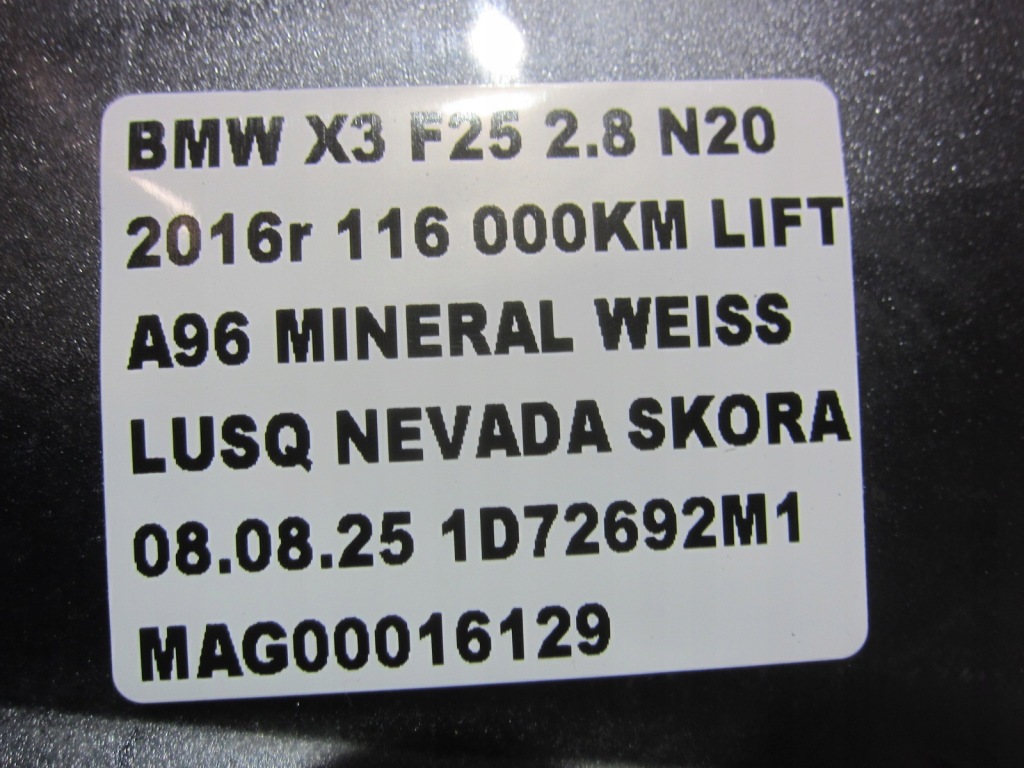 BMW X3 F25 2.8 N20
2016r 116 000KM LIFT
A96 MINERAL WEISS
LUSQ NEVADA SKORA
08.08.25 1D72692M1
MAG00016129